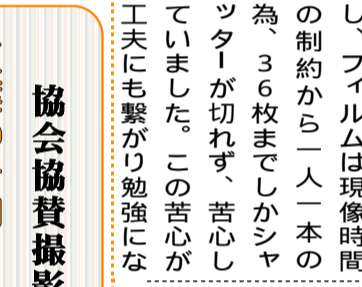 し、フィルムは現像時間
の制約から一人一本の
為、36枚までしかシャ
ッターが切れず、苦心し
ていました。この苦心が
工夫にも繋がり勉強にな
協会協賛撮影